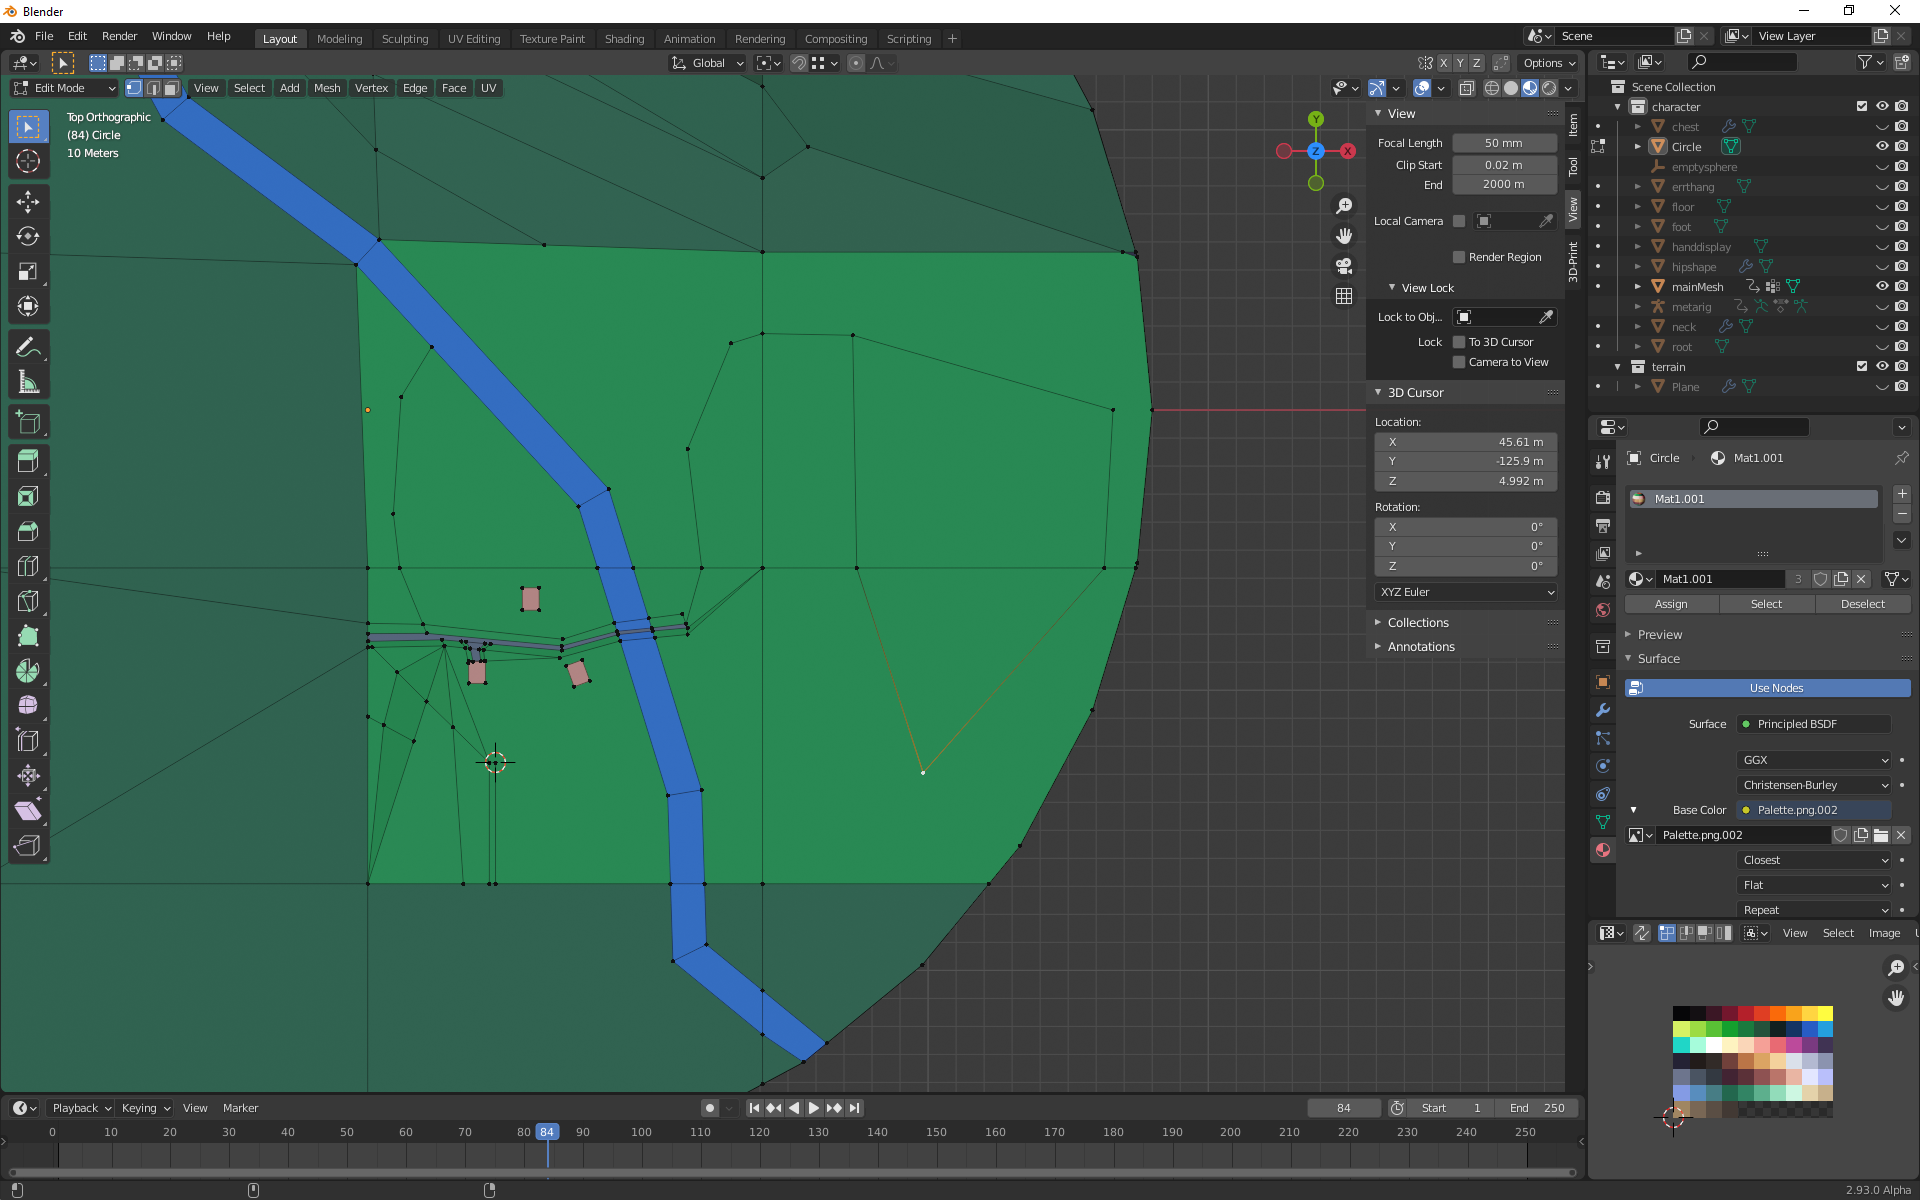 Blender
File Edit Render Window Help
Layout Modeling Sculpting UV Editing Texture Paint Shading Animation Rendering Compositing Scripting +
Scene
View Layer
Global
X Y Z
Options
Edit Mode
View Select Add Mesh Vertex Edge Face UV
Top Orthographic
(84) Circle
10 Meters
Y
Z
X
View
Focal Length 50 mm
Clip Start 0.02 m
End 2000 m
Local Camera
Render Region
View Lock
Lock to Obj...
Lock To 3D Cursor
Camera to View
3D Cursor
Location:
X 45.61 m
Y -125.9 m
Z 4.992 m
Rotation:
X 0°
Y 0°
Z 0°
XYZ Euler
Collections
Annotations
Item
Tool
View
3D-Print
Scene Collection
character
chest
Circle
emptysphere
errthang
floor
foot
handdisplay
hipshape
mainMesh
metarig
neck
root
terrain
Plane
Circle Mat1.001
Mat1.001
Mat1.001 3
Assign Select Deselect
Preview
Surface
Use Nodes
Surface Principled BSDF
GGX
Christensen-Burley
Base Color Palette.png.002
Palette.png.002
Closest
Flat
Repeat
View Select Image
Playback Keying View Marker
84
Start 1 End 250
0 10 20 30 40 50 60 70 80 84 90 100 110 120 130 140 150 160 170 180 190 200 210 220 230 240 250
2.93.0 Alpha